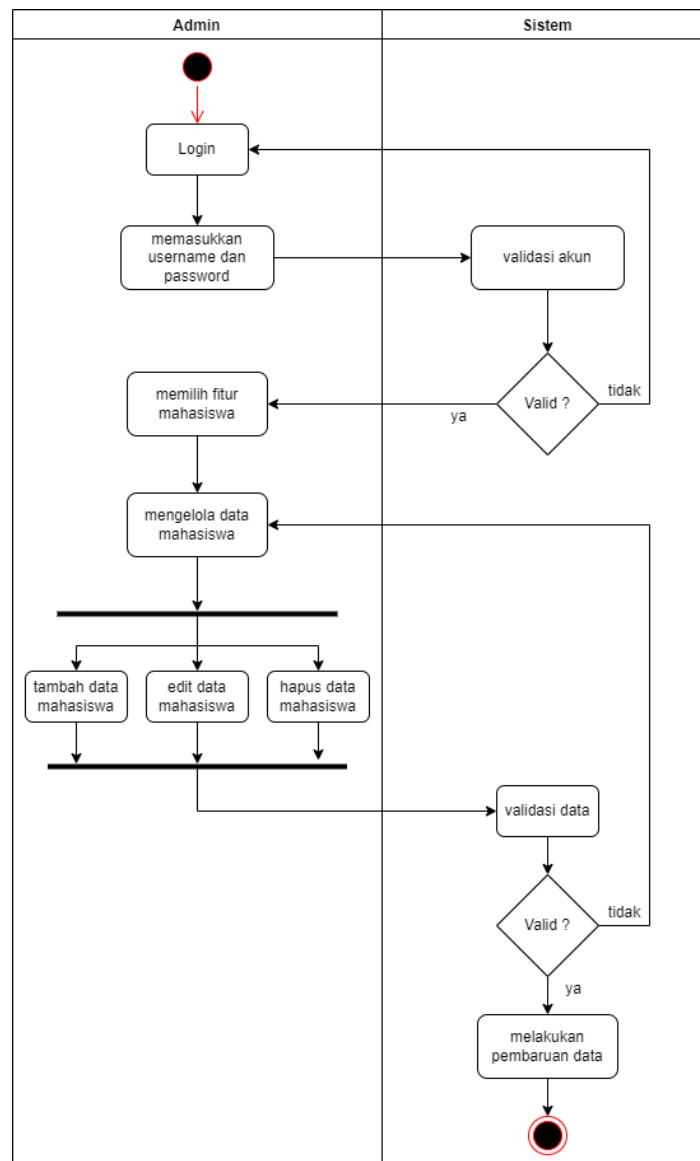 Admin
Sistem
Login
memasukkan
username dan
password
validasi akun
memilih fitur
mahasiswa
ya
Valid ?
tidak
mengelola data
mahasiswa
tambah data
mahasiswa
edit data
mahasiswa
hapus data
mahasiswa
validasi data
Valid ?
tidak
ya
melakukan
pembaruan data